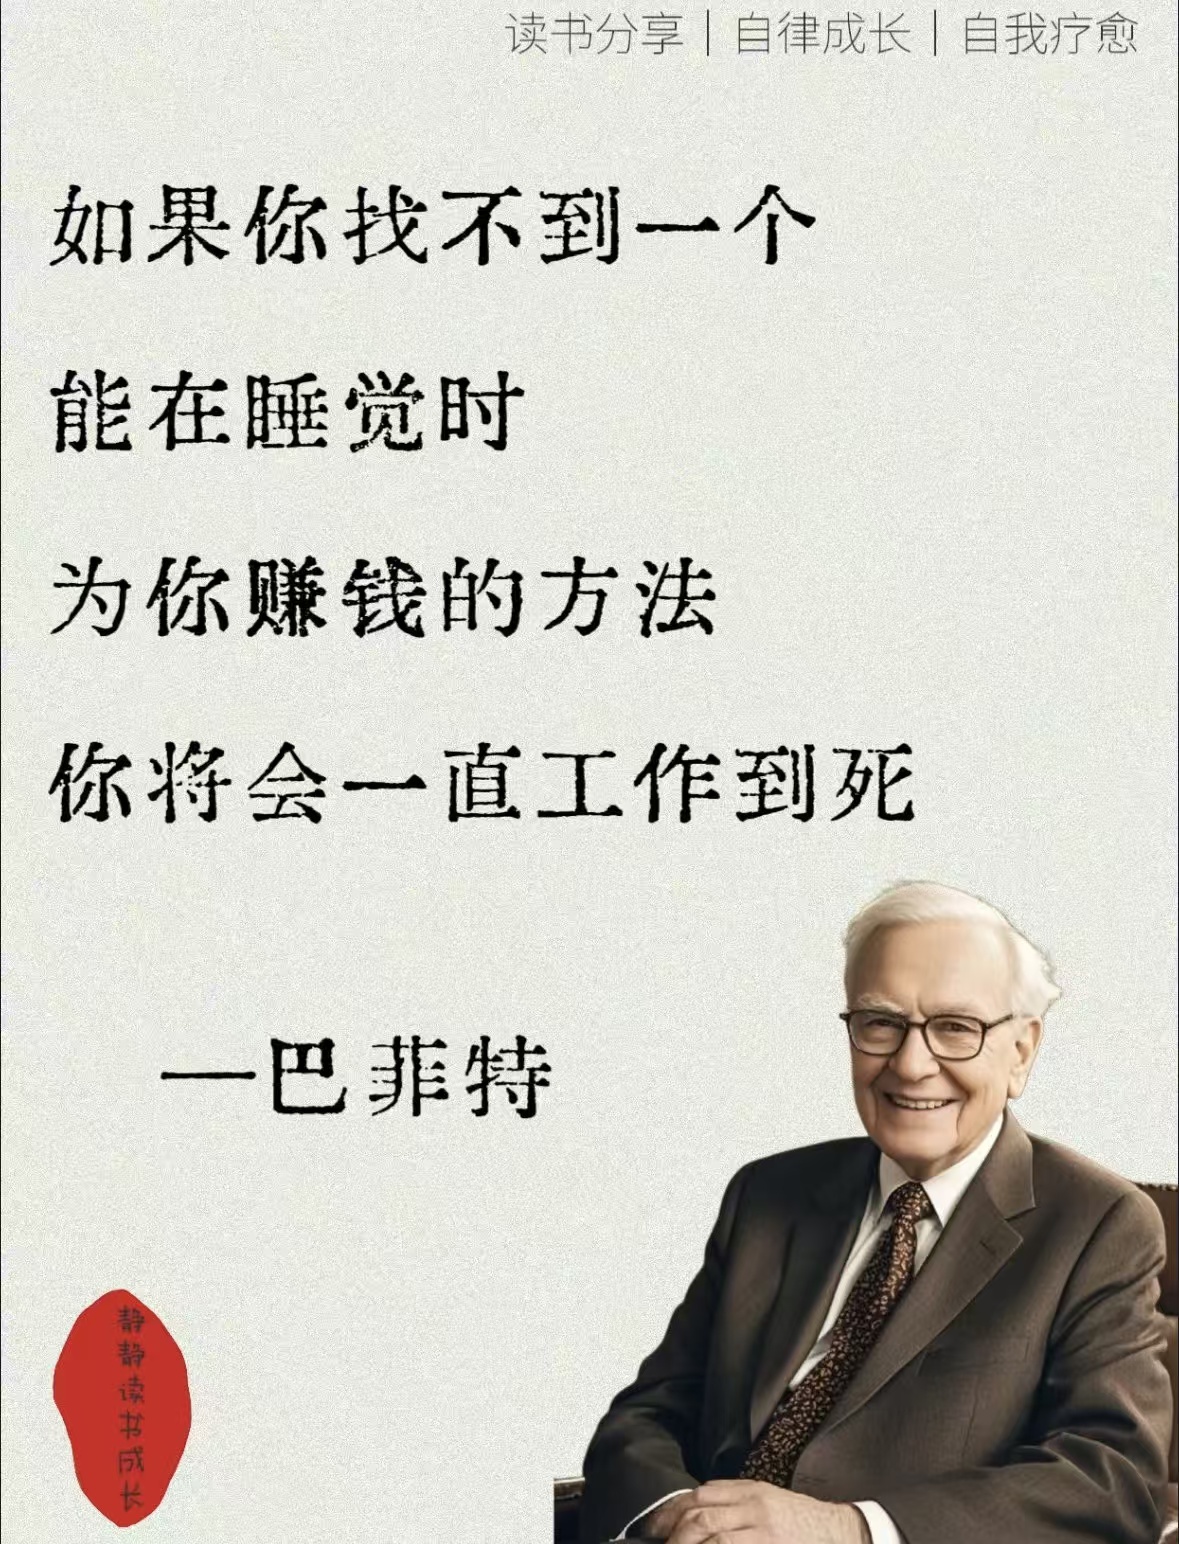 读书分享｜自律成长｜自我疗愈
如果你找不到一个
能在睡觉时
为你赚钱的方法
你将会一直工作到死
—巴菲特
静静读书成长